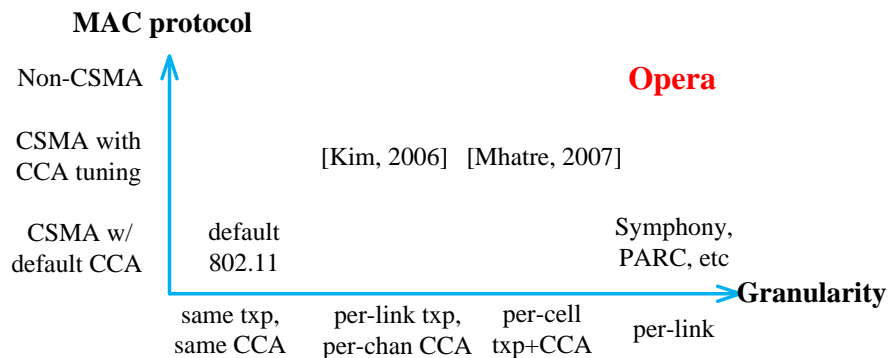 MAC protocol
Non-CSMA
Opera
CSMA with
CCA tuning
[Kim, 2006]
[Mhatre, 2007]
CSMA w/
default CCA
default
802.11
Symphony,
PARC, etc
Granularity
same txp,
same CCA
per-link txp,
per-chan CCA
per-cell
txp+CCA
per-link